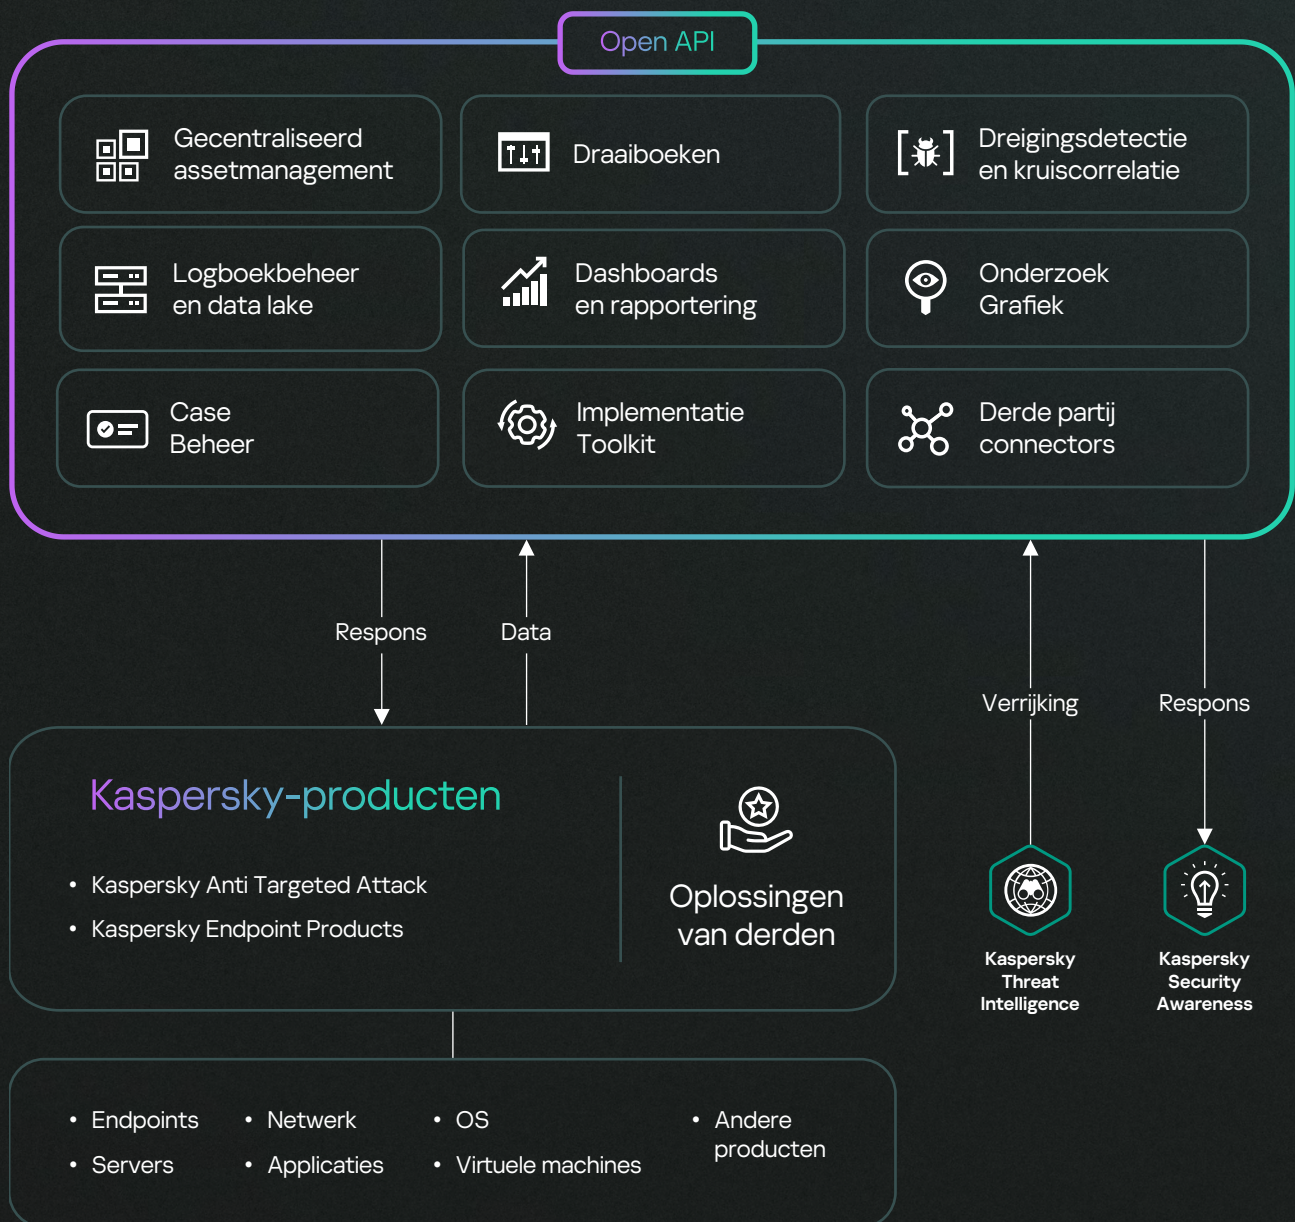 Open API
Gecentraliseerd
assetmanagement
Draaiboeken
Dreigingsdetectie
en kruiscorrelatie
Logboekbeheer
en data lake
Dashboards
en rapportering
Onderzoek
Grafiek
Case
Beheer
Implementatie
Toolkit
Derde partij
connectors
Respons
Data
Verrijking
Respons
Kaspersky-producten
• Kaspersky Anti Targeted Attack
• Kaspersky Endpoint Products
Oplossingen
van derden
Kaspersky
Threat
Intelligence
Kaspersky
Security
Awareness
• Endpoints
• Servers
• Netwerk
• Applicaties
• OS
• Virtuele machines
• Andere
producten